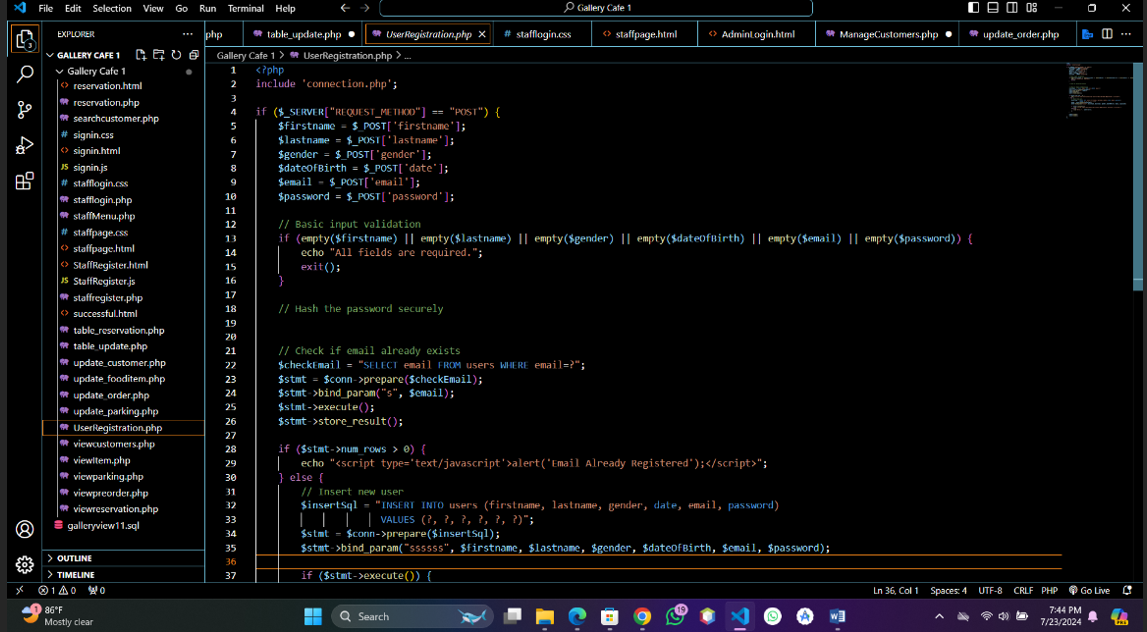 File Edit Selection View Go Run Terminal Help
Gallery Cafe 1
EXPLORER
php
table_update.php
UserRegistration.php
stafflogin.css
staffpage.html
AdminLogin.html
ManageCustomers.php
update_order.php
GALLERY CAFE 1
Gallery Cafe 1 > UserRegistration.php > ...
Gallery Cafe 1
reservation.html
reservation.php
searchcustomer.php
signin.css
signin.html
signin.js
stafflogin.css
stafflogin.php
staffMenu.php
staffpage.css
staffpage.html
StaffRegister.html
StaffRegister.js
staffregister.php
successful.html
table_reservation.php
table_update.php
update_customer.php
update_fooditem.php
update_order.php
update_parking.php
UserRegistration.php
viewcustomers.php
viewItem.php
viewparking.php
viewpreorder.php
viewreservation.php
galleryview11.sql
OUTLINE
TIMELINE
1 <?php
2 include 'connection.php';
3
4 if ($_SERVER["REQUEST_METHOD"] == "POST") {
5 $firstname = $_POST['firstname'];
6 $lastname = $_POST['lastname'];
7 $gender = $_POST['gender'];
8 $dateOfBirth = $_POST['date'];
9 $email = $_POST['email'];
10 $password = $_POST['password'];
11
12 // Basic input validation
13 if (empty($firstname) || empty($lastname) || empty($gender) || empty($dateOfBirth) || empty($email) || empty($password)) {
14 echo "All fields are required.";
15 exit();
16 }
17
18 // Hash the password securely
19
20
21 // Check if email already exists
22 $checkEmail = "SELECT email FROM users WHERE email=?";
23 $stmt = $conn->prepare($checkEmail);
24 $stmt->bind_param("s", $email);
25 $stmt->execute();
26 $stmt->store_result();
27
28 if ($stmt->num_rows > 0) {
29 echo "<script type='text/javascript'>alert('Email Already Registered');</script>";
30 } else {
31 // Insert new user
32 $insertSql = "INSERT INTO users (firstname, lastname, gender, date, email, password)
33 VALUES (?, ?, ?, ?, ?, ?)";
34 $stmt = $conn->prepare($insertSql);
35 $stmt->bind_param("ssssss", $firstname, $lastname, $gender, $dateOfBirth, $email, $password);
36
37 if ($stmt->execute()) {
1 0 0
Ln 36, Col 1 Spaces: 4 UTF-8 CRLF PHP Go Live
86°F
Mostly clear
Search
19
7:44 PM
7/23/2024